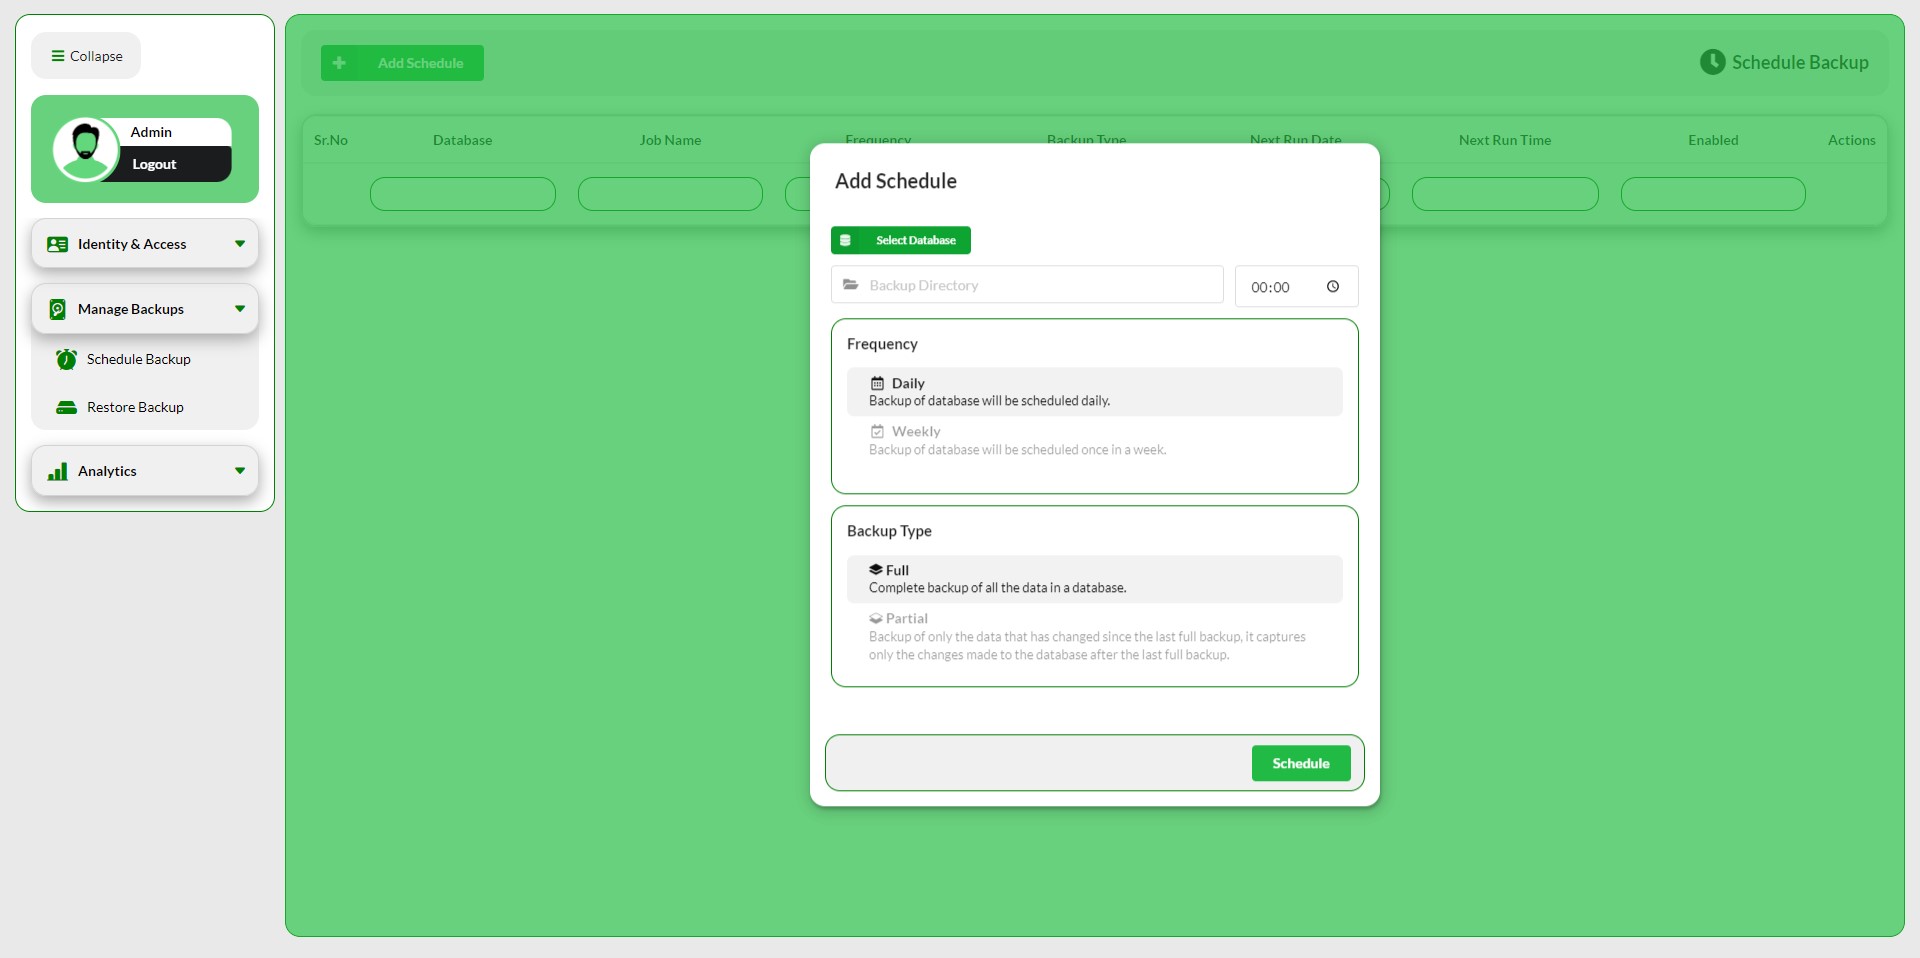 Collapse
Admin
Logout
Identity & Access
Manage Backups
Schedule Backup
Restore Backup
Analytics
Add Schedule
Schedule Backup
Sr.No Database Job Name Frequency Backup Type Next Run Date Next Run Time Enabled Actions
Add Schedule
Select Database
Backup Directory
00:00
Frequency
Daily
Backup of database will be scheduled daily.
Weekly
Backup of database will be scheduled once in a week.
Backup Type
Full
Complete backup of all the data in a database.
Partial
Backup of only the data that has changed since the last full backup, it captures
only the changes made to the database after the last full backup.
Schedule